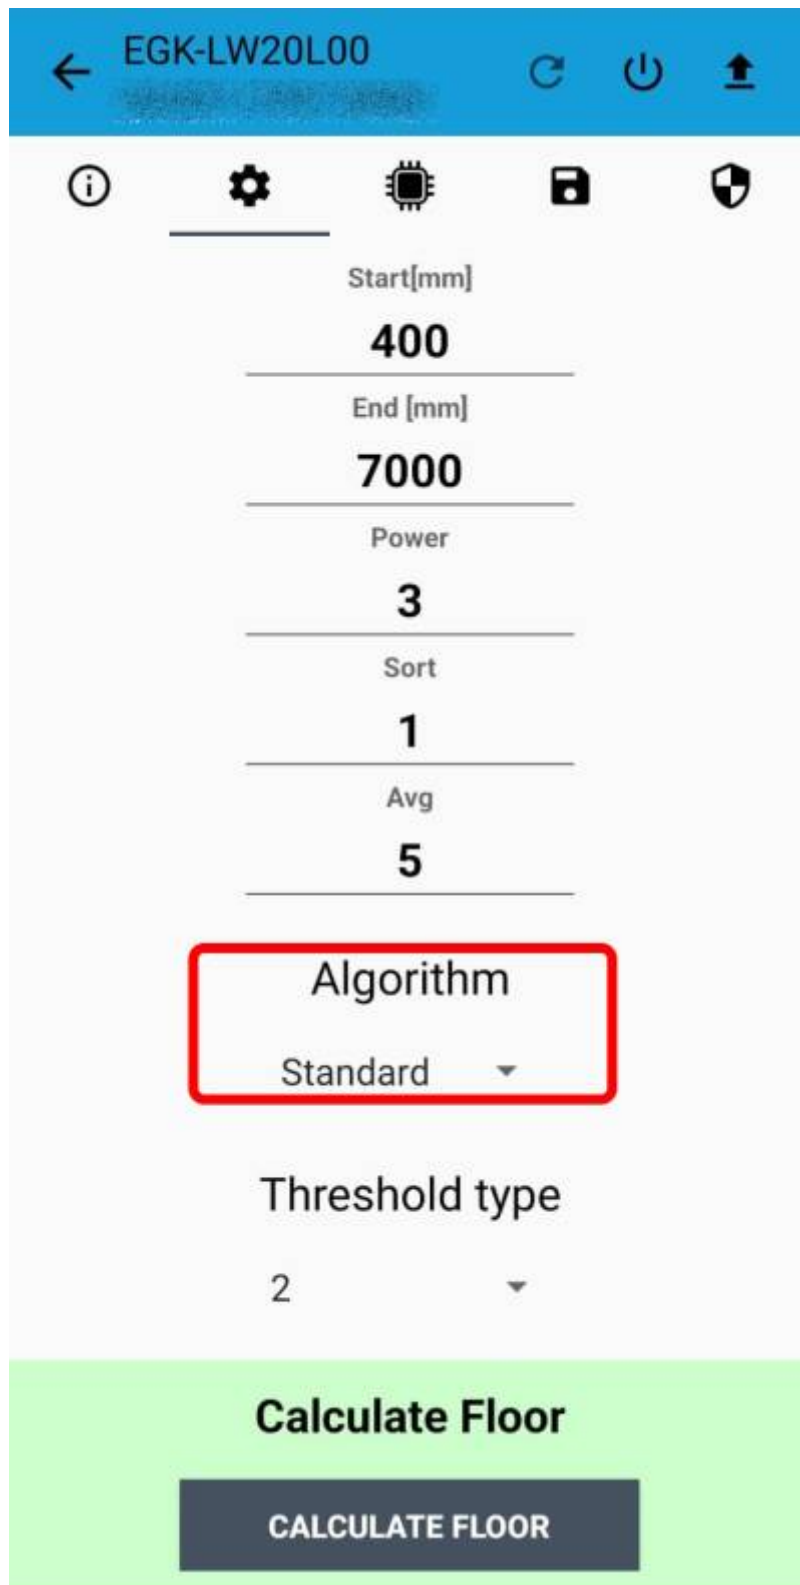 EGK-LW20L00
Start[mm]
400
End [mm]
7000
Power
3
Sort
1
Avg
5
Algorithm
Standard
Threshold type
2
Calculate Floor
CALCULATE FLOOR